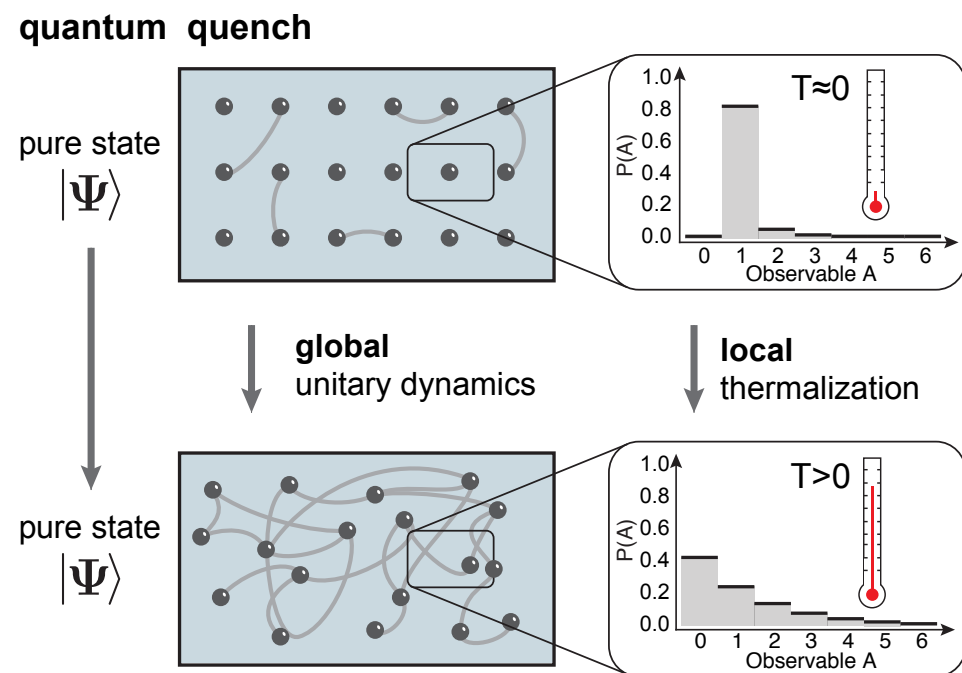 quantum quench
pure state
|Ψ⟩
1.0
0.8
0.6
0.4
0.2
0.0
P(A)
T≈0
0 1 2 3 4 5 6
Observable A
global
unitary dynamics
local
thermalization
pure state
|Ψ⟩
1.0
0.8
0.6
0.4
0.2
0.0
P(A)
T>0
0 1 2 3 4 5 6
Observable A